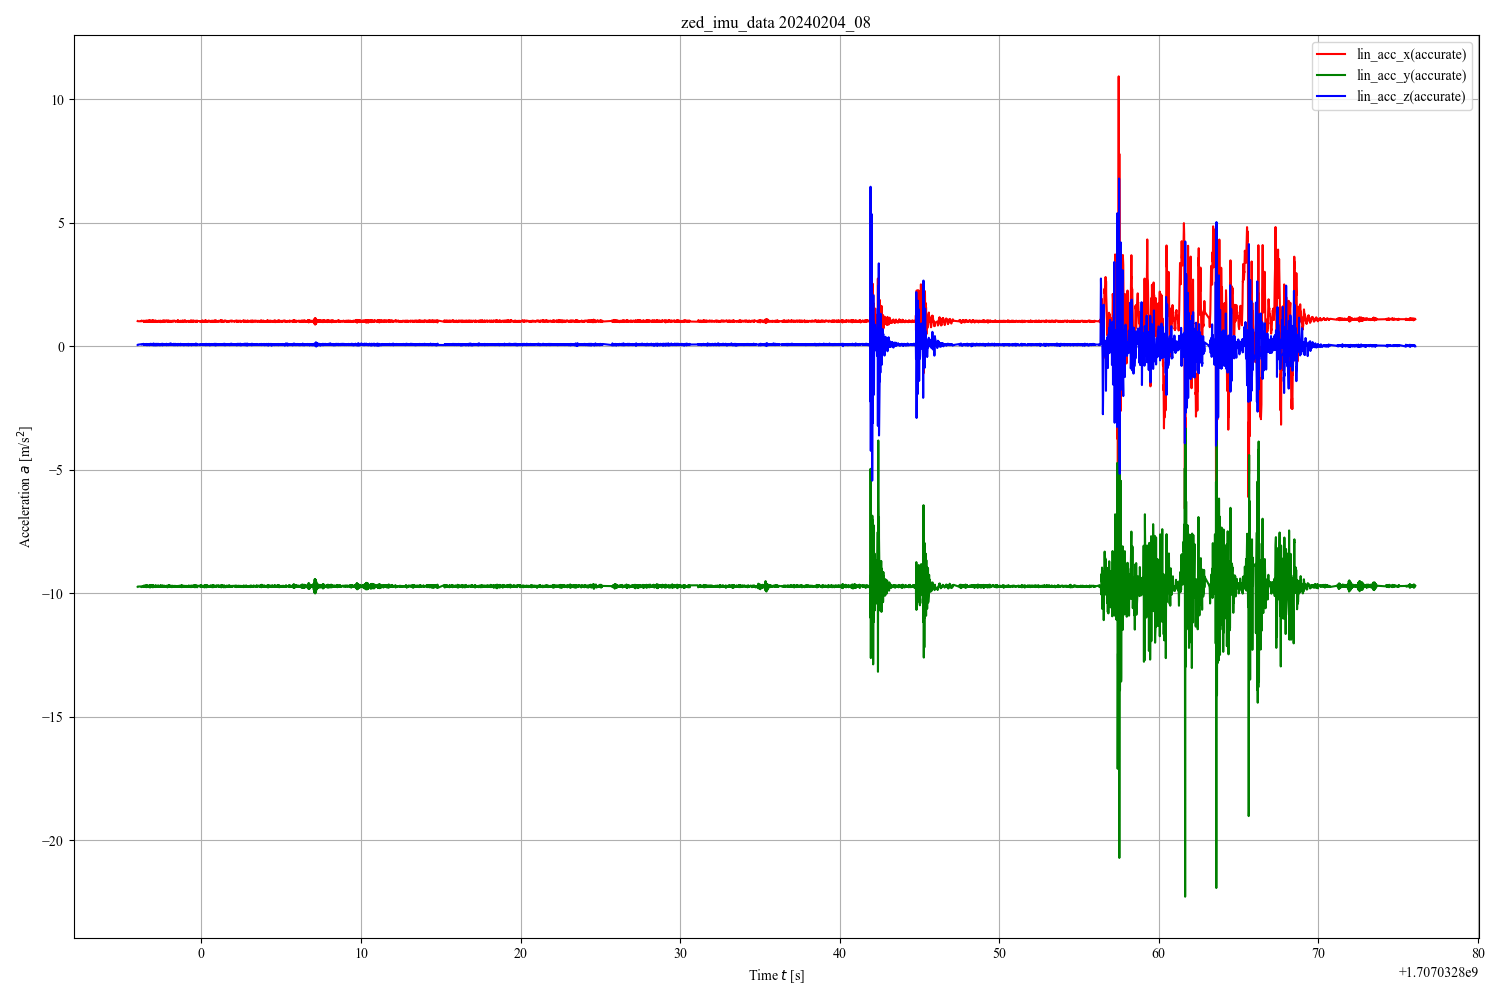 zed_imu_data 20240204_08
lin_acc_x(accurate)
lin_acc_y(accurate)
lin_acc_z(accurate)
10
5
0
−5
−10
−15
−20
Acceleration a [m/s²]
0 10 20 30 40 50 60 70 80
+1.7070328e9
Time t [s]